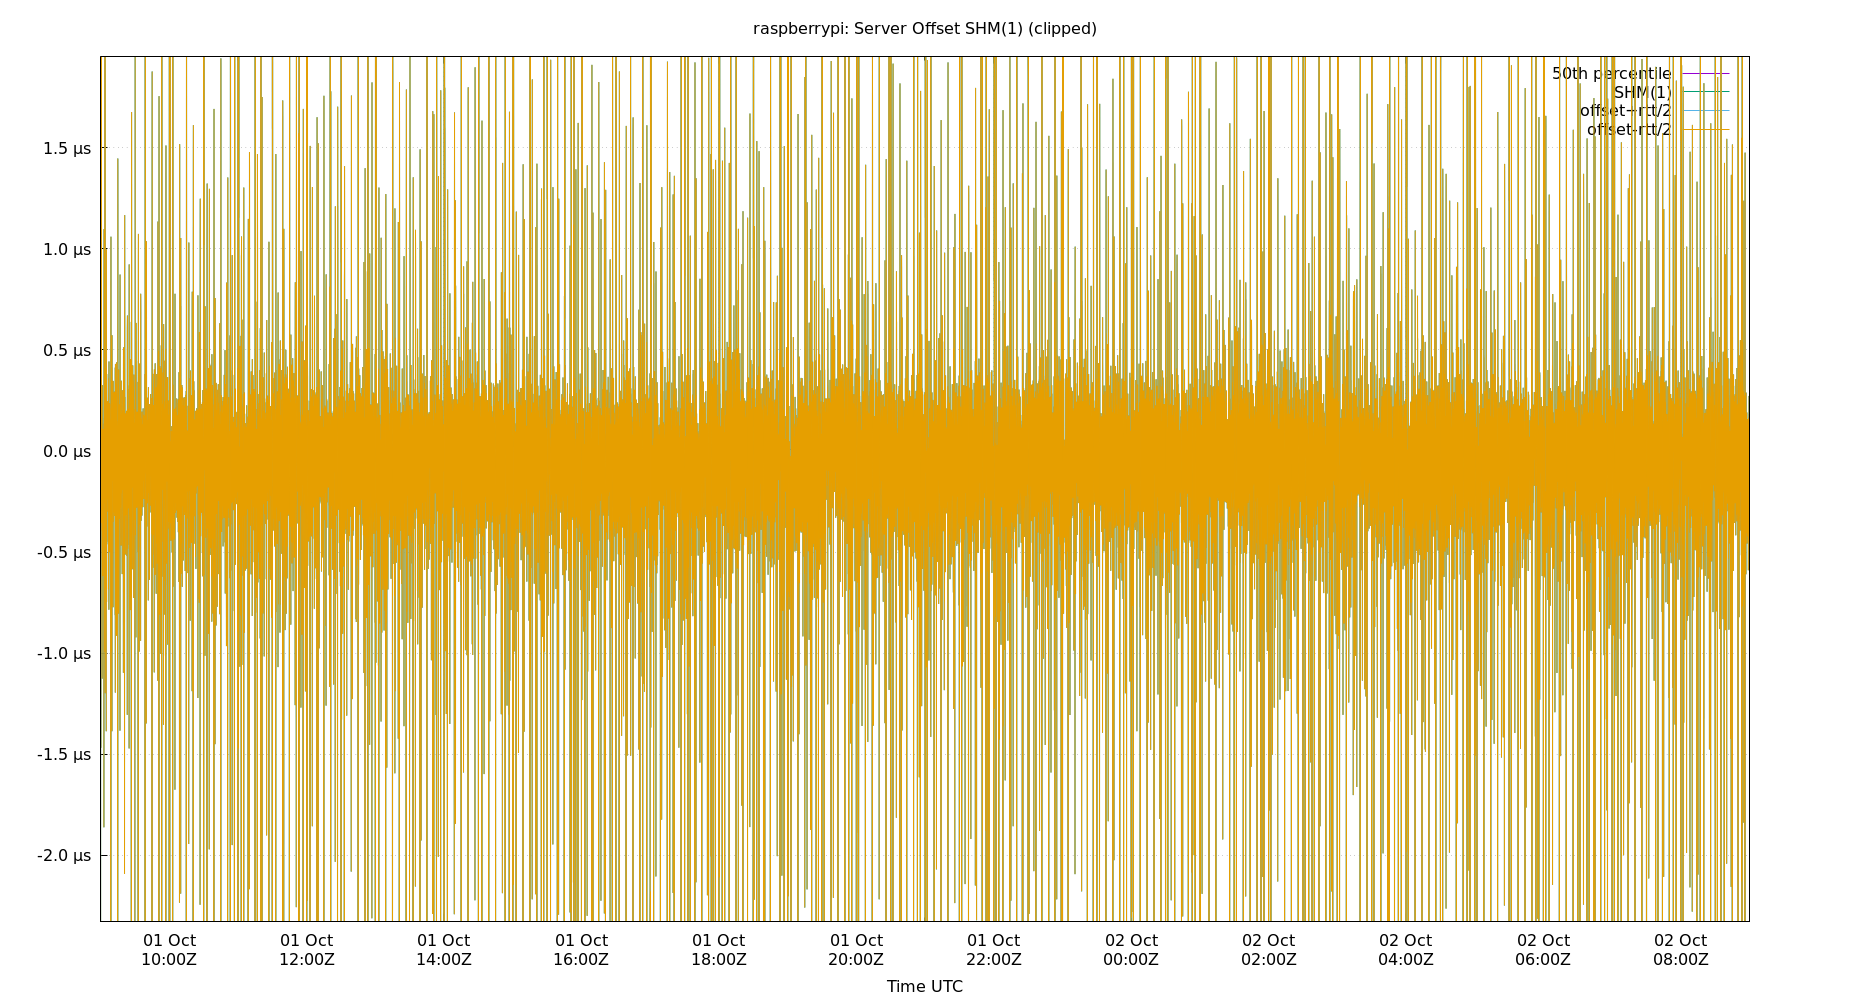 raspberrypi: Server Offset SHM(1) (clipped)
50th percentile
SHM(1)
offset+rtt/2
offset-rtt/2
1.5 µs
1.0 µs
0.5 µs
0.0 µs
-0.5 µs
-1.0 µs
-1.5 µs
-2.0 µs
01 Oct 01 Oct 01 Oct 01 Oct 01 Oct 01 Oct 01 Oct 02 Oct 02 Oct 02 Oct 02 Oct 02 Oct
10:00Z 12:00Z 14:00Z 16:00Z 18:00Z 20:00Z 22:00Z 00:00Z 02:00Z 04:00Z 06:00Z 08:00Z
Time UTC